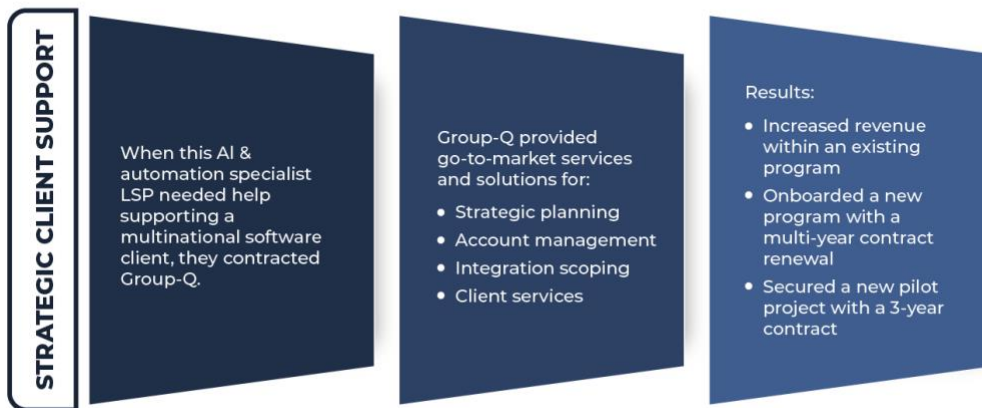 STRATEGIC CLIENT SUPPORT
When this AI &
automation specialist
LSP needed help
supporting a
multinational software
client, they contracted
Group-Q.
Group-Q provided
go-to-market services
and solutions for:
• Strategic planning
• Account management
• Integration scoping
• Client services
Results:
• Increased revenue
within an existing
program
• Onboarded a new
program with a
multi-year contract
renewal
• Secured a new pilot
project with a 3-year
contract